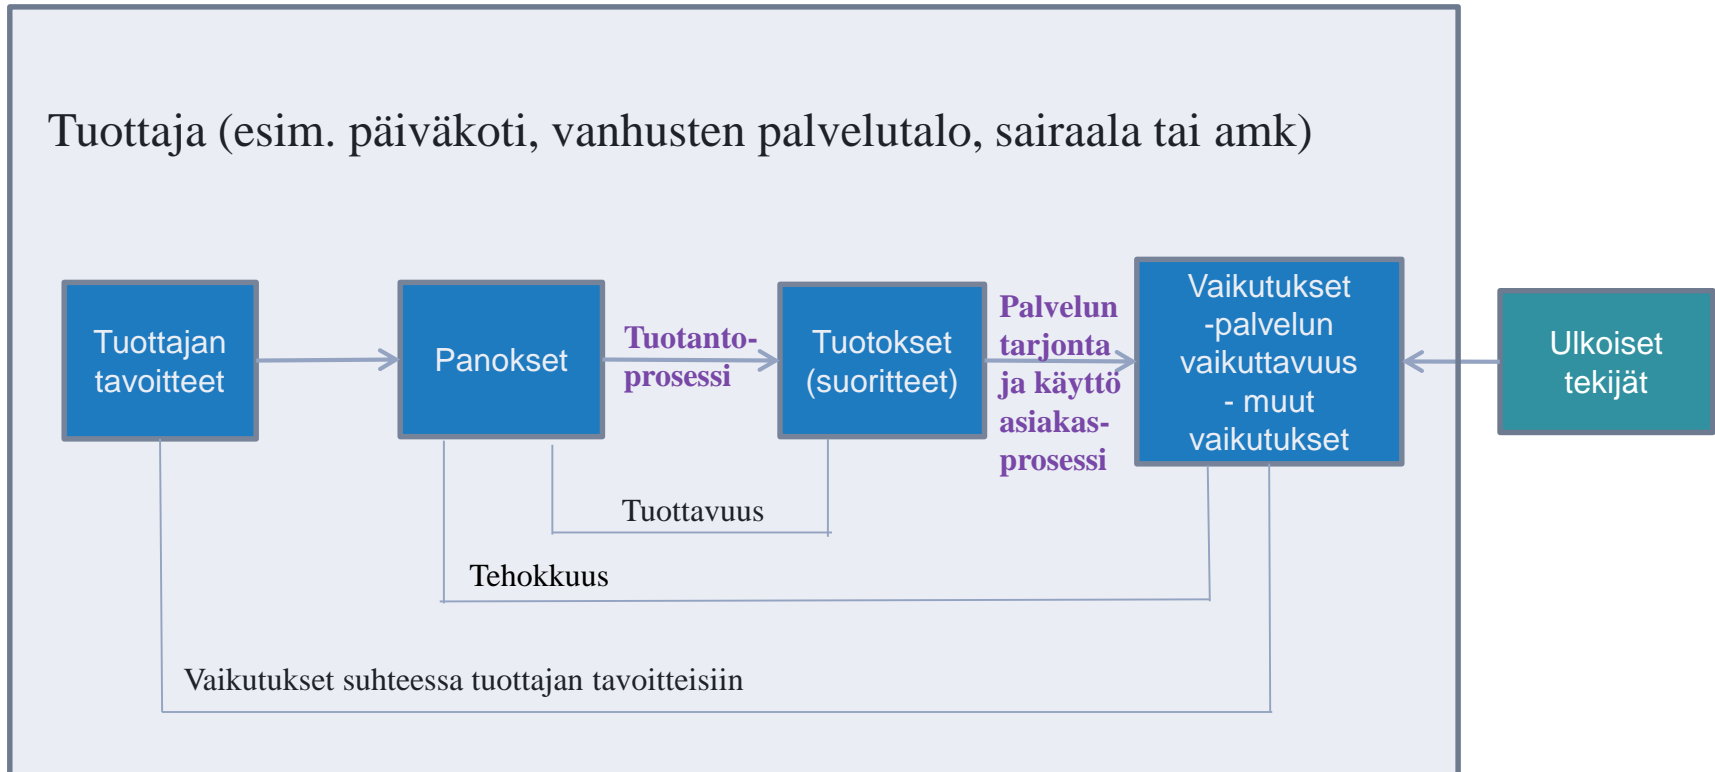 Tuottaja (esim. päiväkoti, vanhusten palvelutalo, sairaala tai amk)
Tuottajan
tavoitteet
Panokset
Tuotanto-
prosessi
Tuotokset
(suoritteet)
Palvelun
tarjonta
ja käyttö
asiakas-
prosessi
Vaikutukset
-palvelun
vaikuttavuus
- muut
vaikutukset
Ulkoiset
tekijät
Tuottavuus
Tehokkuus
Vaikutukset suhteessa tuottajan tavoitteisiin